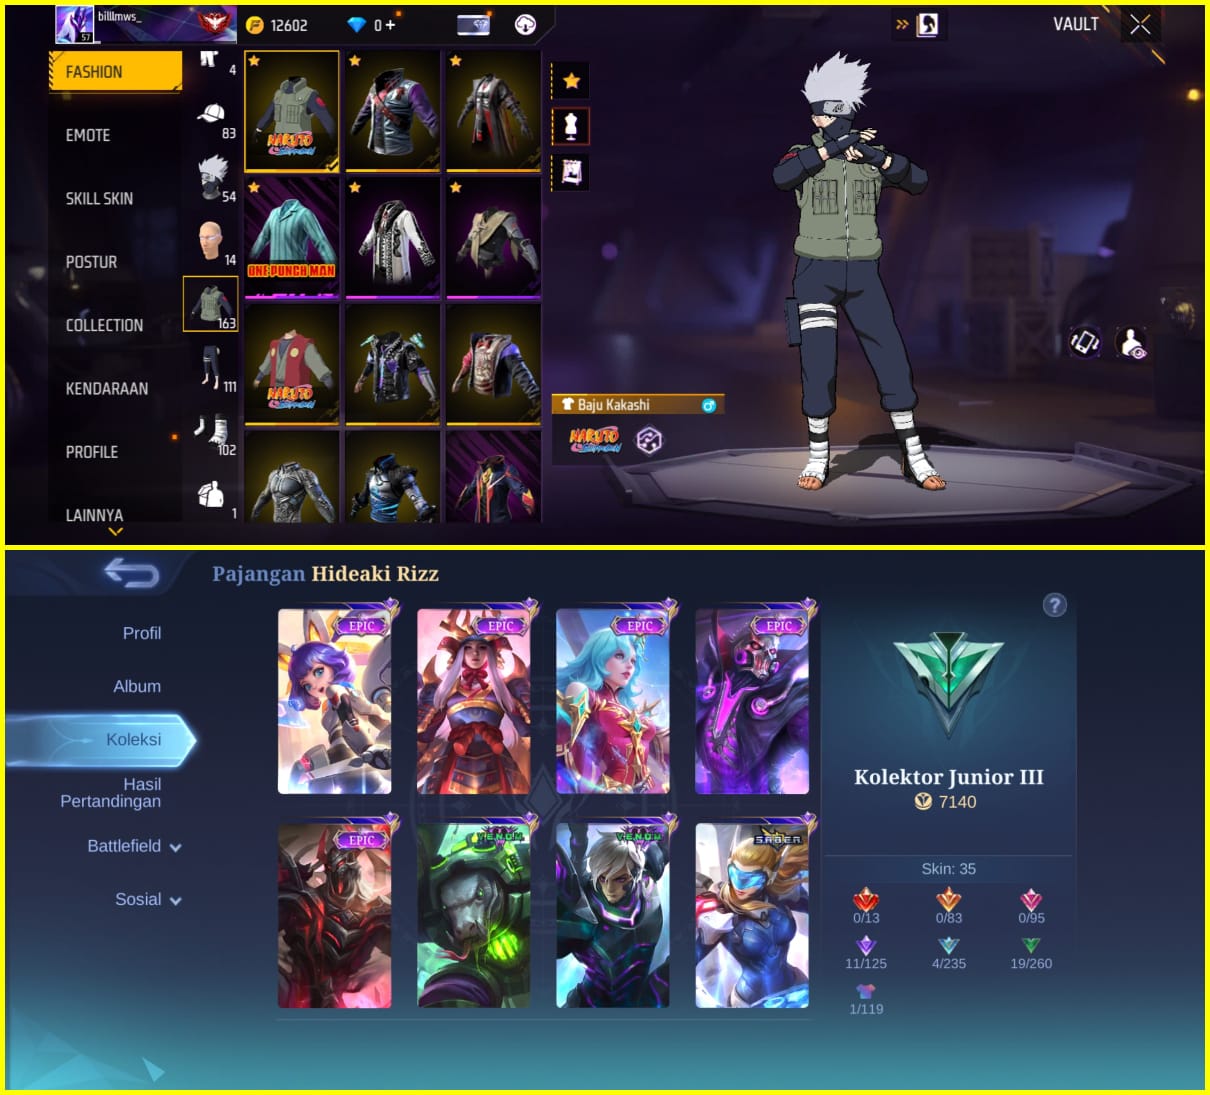 billlmws_
57
12602
0 +
VAULT
FASHION
EMOTE
SKILL SKIN
POSTUR
COLLECTION
KENDARAAN
PROFILE
LAINNYA
4
83
54
14
163
111
102
1
NARUTO
SHIPPUDEN
ONE PUNCH MAN
NARUTO
SHIPPUDEN
Baju Kakashi
NARUTO
SHIPPUDEN
Pajangan Hideaki Rizz
?
Profil
Album
Koleksi
Hasil
Pertandingan
Battlefield
Sosial
EPIC
EPIC
EPIC
EPIC
EPIC
V.E.N.O.M.
V.E.N.O.M.
S.A.B.E.R.
Kolektor Junior III
7140
Skin: 35
0/13
0/83
0/95
11/125
4/235
19/260
1/119